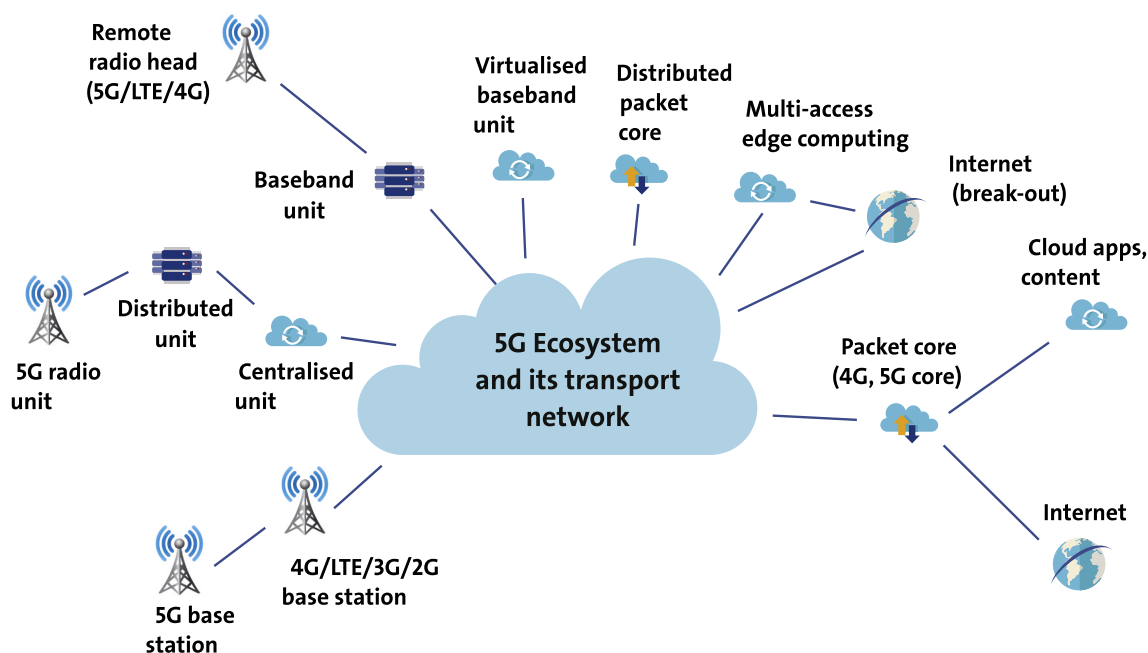 Remote
radio head
(5G/LTE/4G)
Virtualised
baseband
unit
Distributed
packet
core
Multi-access
edge computing
Internet
(break-out)
Baseband
unit
Cloud apps,
content
Distributed
unit
5G radio
unit
Centralised
unit
5G Ecosystem
and its transport
network
Packet core
(4G, 5G core)
Internet
4G/LTE/3G/2G
base station
5G base
station